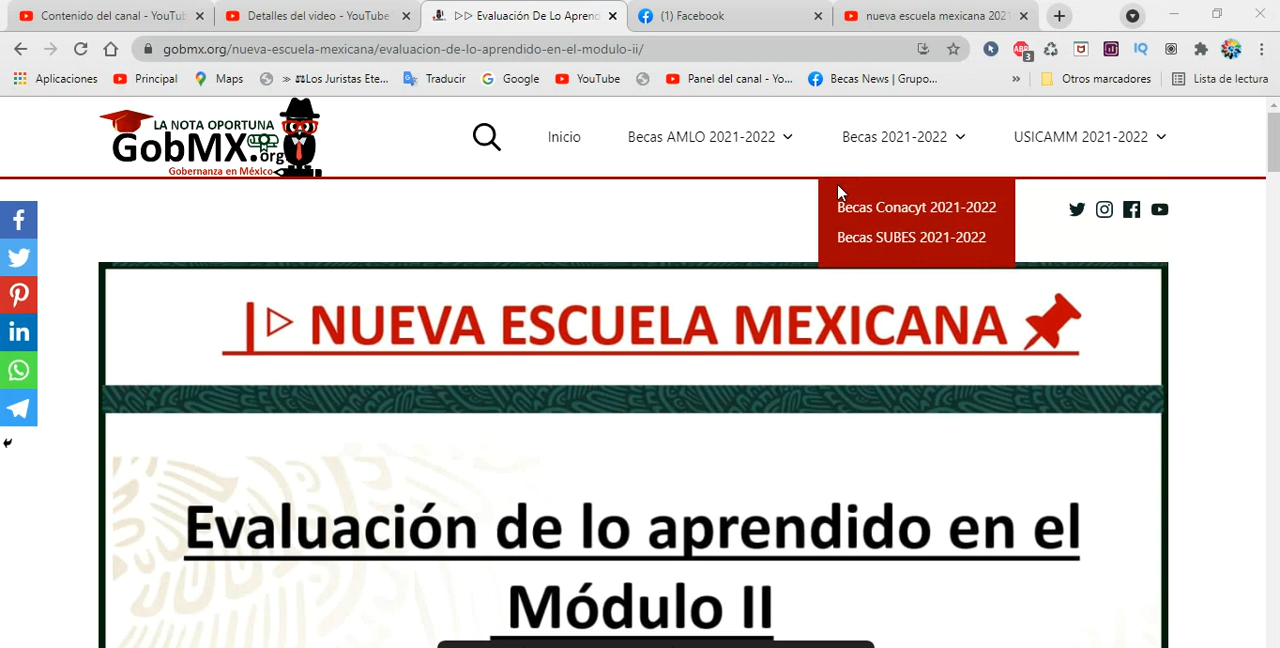 Contenido del canal - YouTub
Detalles del video - YouTube
▷▷ Evaluación De Lo Aprend
(1) Facebook
nueva escuela mexicana 202
gobmx.org/nueva-escuela-mexicana/evaluacion-de-lo-aprendido-en-el-modulo-ii/
ABP
3
IQ
Aplicaciones
Principal
Maps
» ⚖Los Juristas Ete...
Traducir
Google
YouTube
Panel del canal - Yo...
Becas News | Grupo...
»
Otros marcadores
Lista de lectura
LA NOTA OPORTUNA
GobMX.org
Gobernanza en México
Inicio
Becas AMLO 2021-2022
Becas 2021-2022
USICAMM 2021-2022
Becas Conacyt 2021-2022
Becas SUBES 2021-2022
|▷ NUEVA ESCUELA MEXICANA 📌
Evaluación de lo aprendido en el
Módulo II